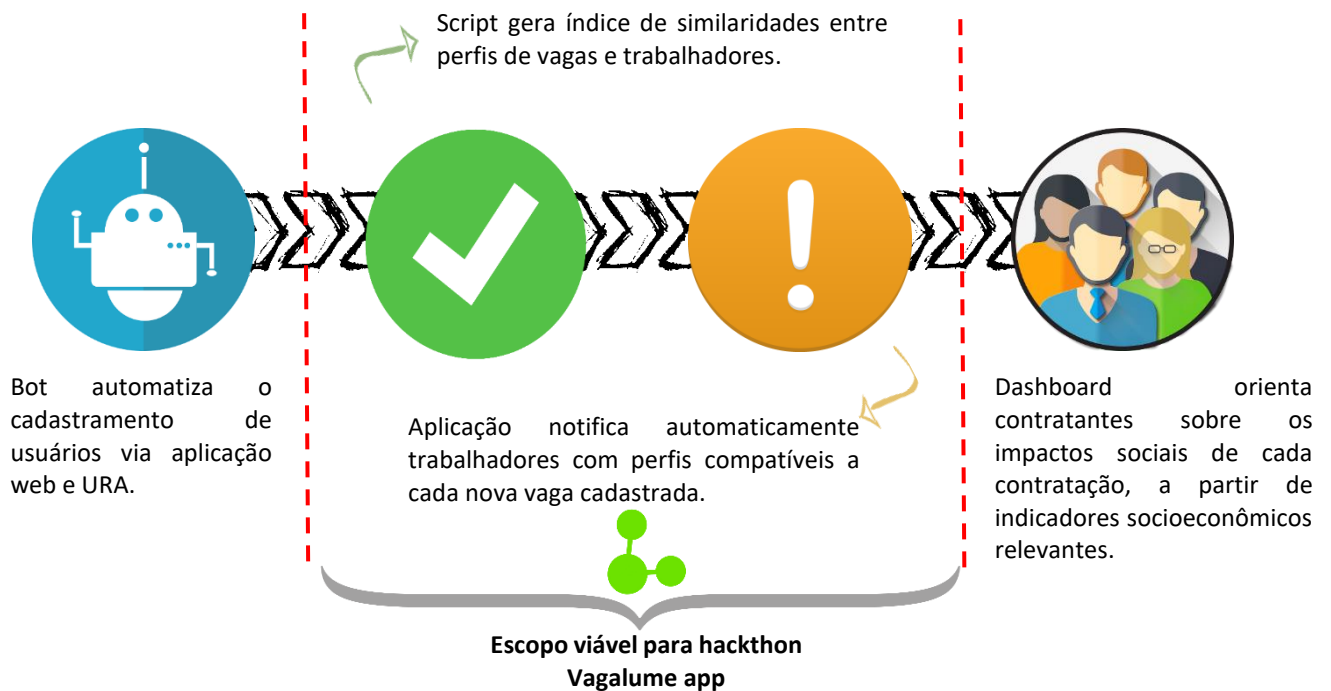 Script gera índice de similaridades entre
perfis de vagas e trabalhadores.
Bot automatiza o
cadastramento de
usuários via aplicação
web e URA.
Aplicação notifica automaticamente
trabalhadores com perfis compatíveis a
cada nova vaga cadastrada.
Dashboard orienta
contratantes sobre os
impactos sociais de cada
contratação, a partir de
indicadores socioeconômicos
relevantes.
Escopo viável para hackthon
Vagalume app